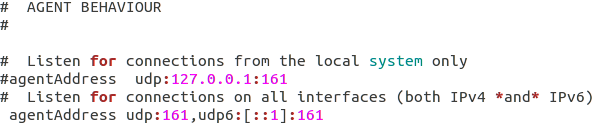 #  AGENT BEHAVIOUR
#
#  Listen for connections from the local system only
#agentAddress  udp:127.0.0.1:161
#  Listen for connections on all interfaces (both IPv4 *and* IPv6)
 agentAddress udp:161,udp6:[::1]:161